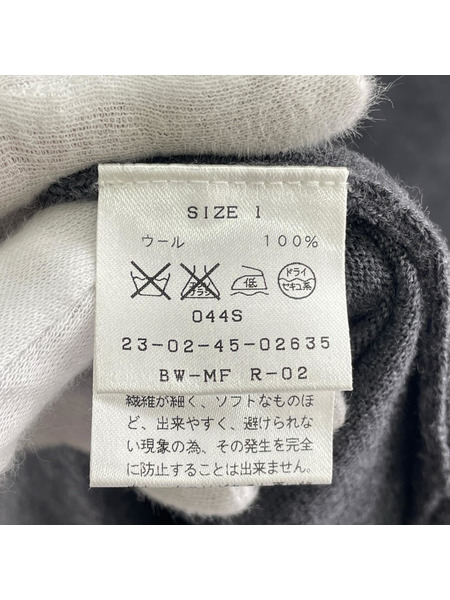 SIZE 1
ウール 100%
低
ドライ
セキユ系
044S
23-02-45-02635
BW-MF R-02
繊維が細く、ソフトなものほ
ど、出来やすく、避けられな
い現象の為、その発生を完全
に防止することは出来ません。